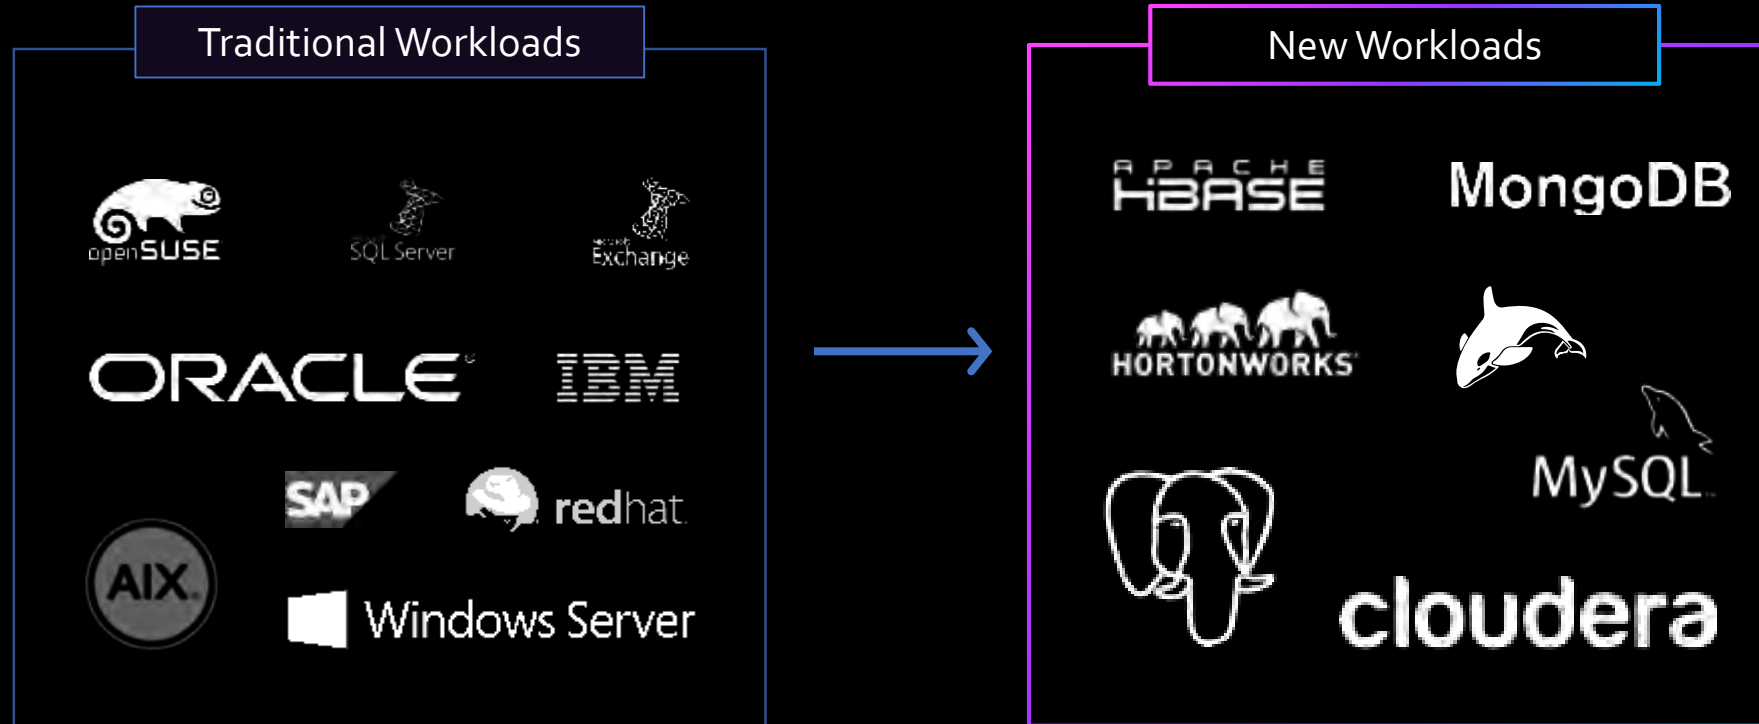 Traditional Workloads
New Workloads
openSUSE
SQL Server
Exchange
ORACLE
IBM
SAP
redhat.
AIX
Windows Server
APACHE
HBASE
MongoDB
HORTONWORKS
MySQL
cloudera